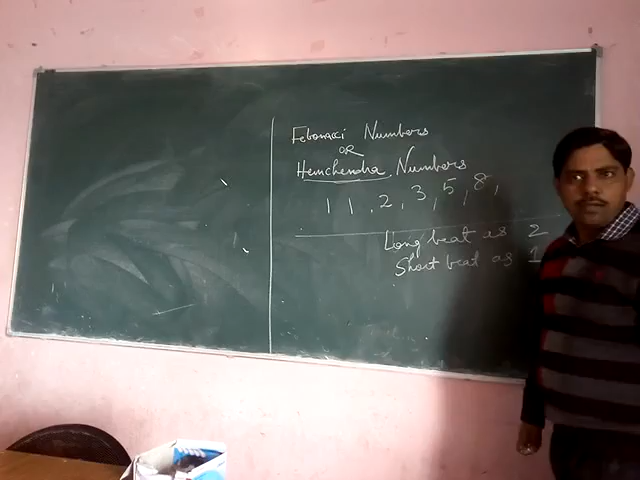 Febonacci Numbers
OR
Hemchendra Numbers
1 1, 2, 3, 5, 8,
Long beat as 2
Short beat as 1